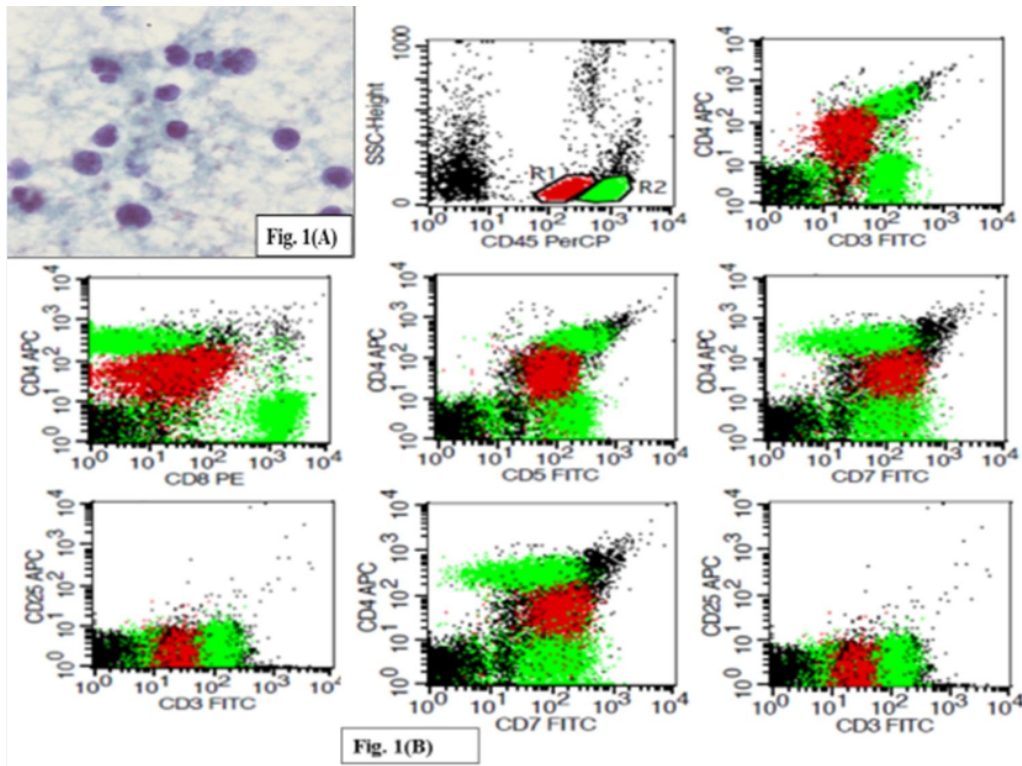 Fig. 1(A)
SSC-Height
1000
0
R1
R2
10^0 10^1 10^2 10^3 10^4
CD45 PerCP
CD4 APC
10^0 10^1 10^2 10^3 10^4
10^0 10^1 10^2 10^3 10^4
CD3 FITC
CD4 APC
10^0 10^1 10^2 10^3 10^4
10^0 10^1 10^2 10^3 10^4
CD8 PE
CD4 APC
10^0 10^1 10^2 10^3 10^4
10^0 10^1 10^2 10^3 10^4
CD5 FITC
CD4 APC
10^0 10^1 10^2 10^3 10^4
10^0 10^1 10^2 10^3 10^4
CD7 FITC
CD25 APC
10^0 10^1 10^2 10^3 10^4
10^0 10^1 10^2 10^3 10^4
CD3 FITC
CD4 APC
10^0 10^1 10^2 10^3 10^4
10^0 10^1 10^2 10^3 10^4
CD7 FITC
CD25 APC
10^0 10^1 10^2 10^3 10^4
10^0 10^1 10^2 10^3 10^4
CD3 FITC
Fig. 1(B)